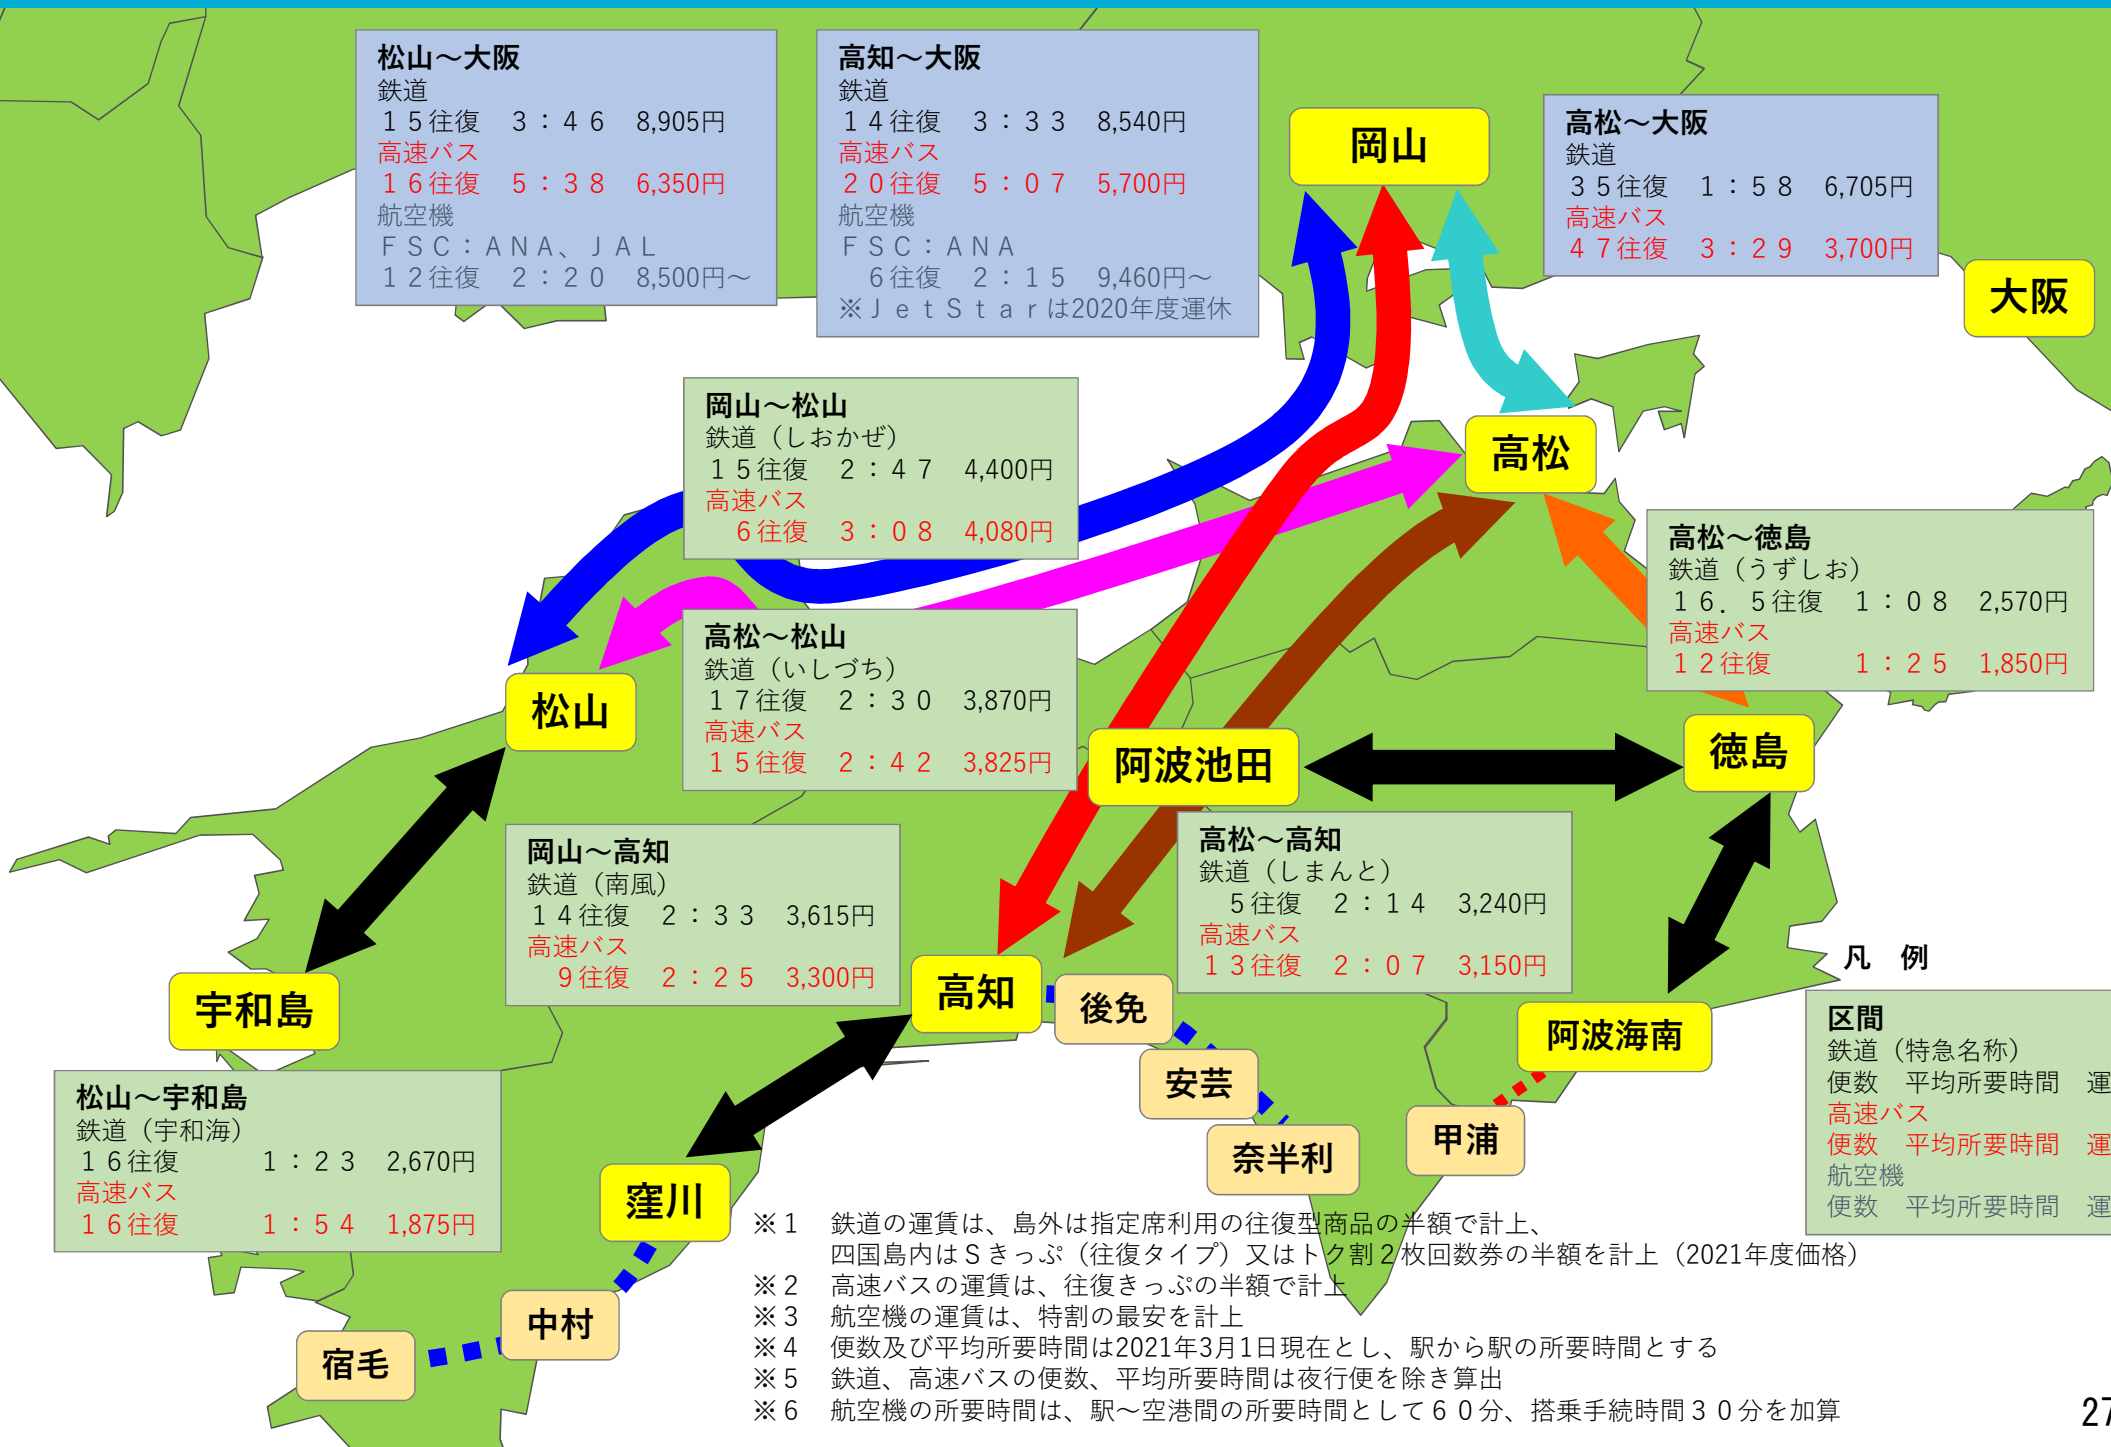 松山～大阪
鉄道
１５往復　３：４６　8,905円
高速バス
１６往復　５：３８　6,350円
航空機
ＦＳＣ：ＡＮＡ、ＪＡＬ
１２往復　２：２０　8,500円～
高知～大阪
鉄道
１４往復　３：３３　8,540円
高速バス
２０往復　５：０７　5,700円
航空機
ＦＳＣ：ＡＮＡ
６往復　２：１５　9,460円～
※ＪｅｔＳｔａｒは2020年度運休
岡山
高松～大阪
鉄道
３５往復　１：５８　6,705円
高速バス
４７往復　３：２９　3,700円
大阪
岡山～松山
鉄道（しおかぜ）
１５往復　２：４７　4,400円
高速バス
６往復　３：０８　4,080円
高松
高松～徳島
鉄道（うずしお）
１６．５往復　１：０８　2,570円
高速バス
１２往復　１：２５　1,850円
高松～松山
鉄道（いしづち）
１７往復　２：３０　3,870円
高速バス
１５往復　２：４２　3,825円
松山
阿波池田
徳島
岡山～高知
鉄道（南風）
１４往復　２：３３　3,615円
高速バス
９往復　２：２５　3,300円
高松～高知
鉄道（しまんと）
５往復　２：１４　3,240円
高速バス
１３往復　２：０７　3,150円
宇和島
高知
後免
安芸
奈半利
甲浦
阿波海南
凡　例
区間
鉄道（特急名称）
便数　平均所要時間　運
高速バス
便数　平均所要時間　運
航空機
便数　平均所要時間　運
松山～宇和島
鉄道（宇和海）
１６往復　１：２３　2,670円
高速バス
１６往復　１：５４　1,875円
窪川
中村
宿毛
※１　鉄道の運賃は、島外は指定席利用の往復型商品の半額で計上、
四国島内はＳきっぷ（往復タイプ）又はトク割２枚回数券の半額を計上（2021年度価格）
※２　高速バスの運賃は、往復きっぷの半額で計上
※３　航空機の運賃は、特割の最安を計上
※４　便数及び平均所要時間は2021年3月1日現在とし、駅から駅の所要時間とする
※５　鉄道、高速バスの便数、平均所要時間は夜行便を除き算出
※６　航空機の所要時間は、駅～空港間の所要時間として６０分、搭乗手続時間３０分を加算
27